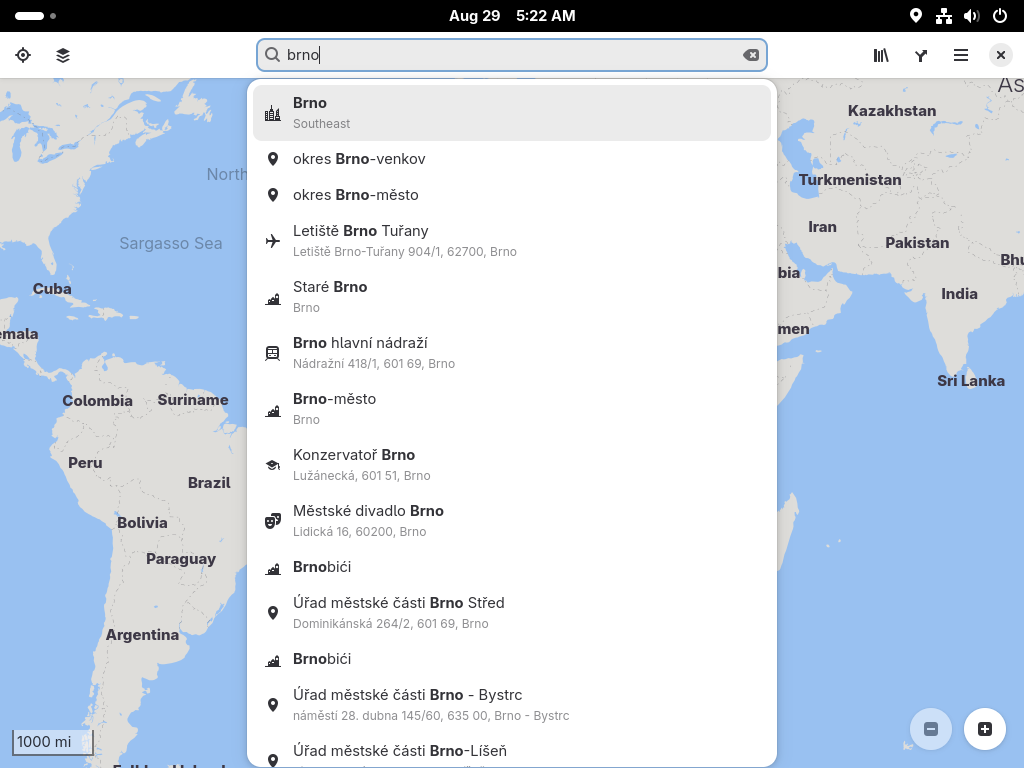 Aug 29 5:22 AM
brno
Brno
Southeast
okres Brno-venkov
okres Brno-město
Letiště Brno Tuřany
Letiště Brno-Tuřany 904/1, 62700, Brno
Staré Brno
Brno
Brno hlavní nádraží
Nádražní 418/1, 601 69, Brno
Brno-město
Brno
Konzervatoř Brno
Lužánecká, 601 51, Brno
Městské divadlo Brno
Lidická 16, 60200, Brno
Brnobići
Úřad městské části Brno Střed
Dominikánská 264/2, 601 69, Brno
Brnobići
Úřad městské části Brno - Bystrc
náměstí 28. dubna 145/60, 635 00, Brno - Bystrc
Úřad městské části Brno-Líšeň
North
Sargasso Sea
Cuba
emala
Colombia
Suriname
Peru
Brazil
Bolivia
Paraguay
Argentina
1000 mi
As
Kazakhstan
Turkmenistan
Iran
Pakistan
Bhu
bia
India
men
Sri Lanka